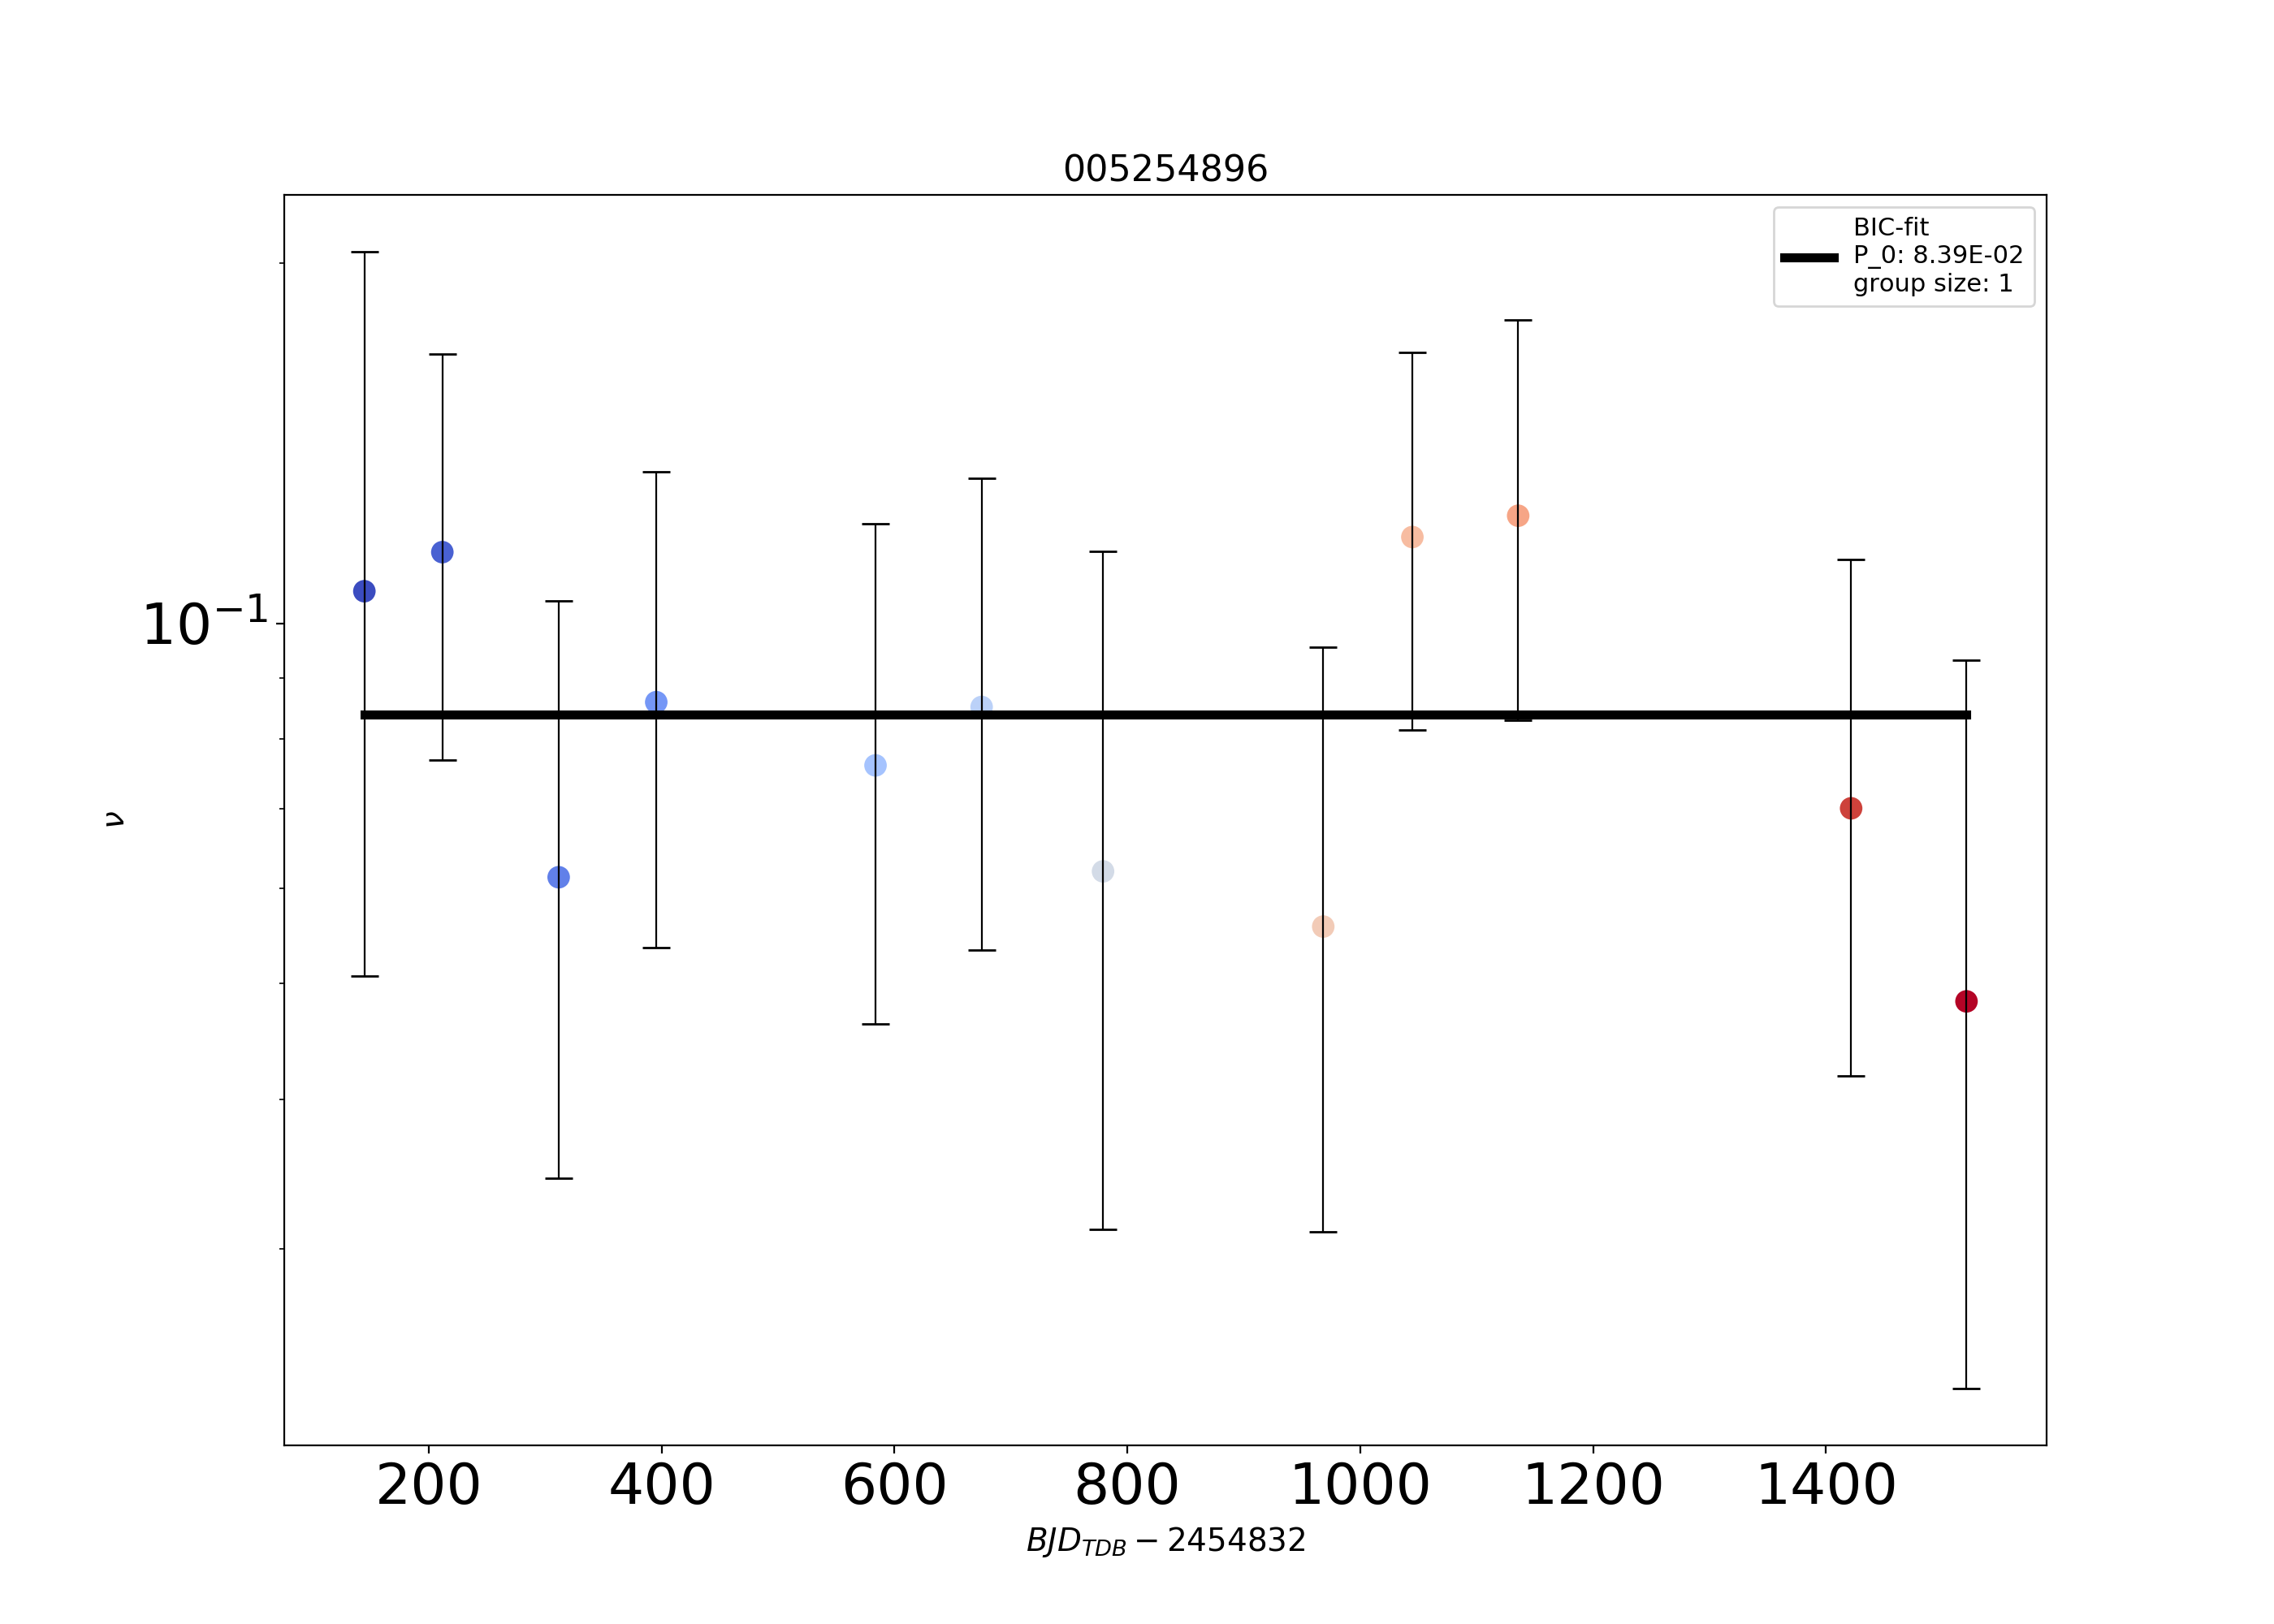 005254896
BIC-fit
P_0: 8.39E-02
group size: 1
10⁻¹
ν
200 400 600 800 1000 1200 1400
BJD_TDB − 2454832